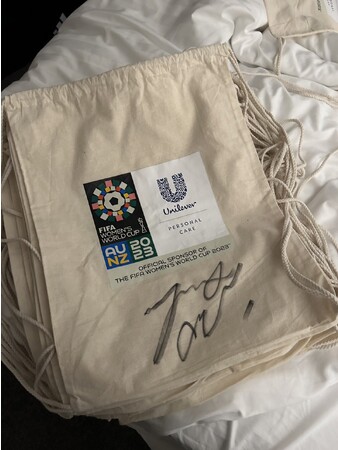 FIFA
WOMEN'S
WORLD CUP
AU 20
NZ 23
Unilever
PERSONAL
CARE
OFFICIAL SPONSOR OF
THE FIFA WOMEN'S WORLD CUP 2023™